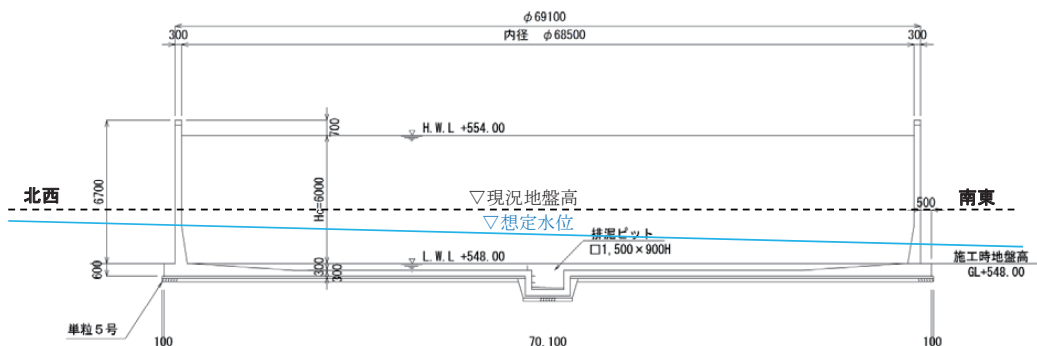 φ69100
300
内径 φ68500
300
700
H.W.L +554.00
6700
Hc=6000
北西
▽現況地盤高
南東
▽想定水位
500
排泥ピット
□1,500×900H
L.W.L +548.00
施工時地盤高
GL+548.00
600
300
300
単粒5号
100
70,100
100